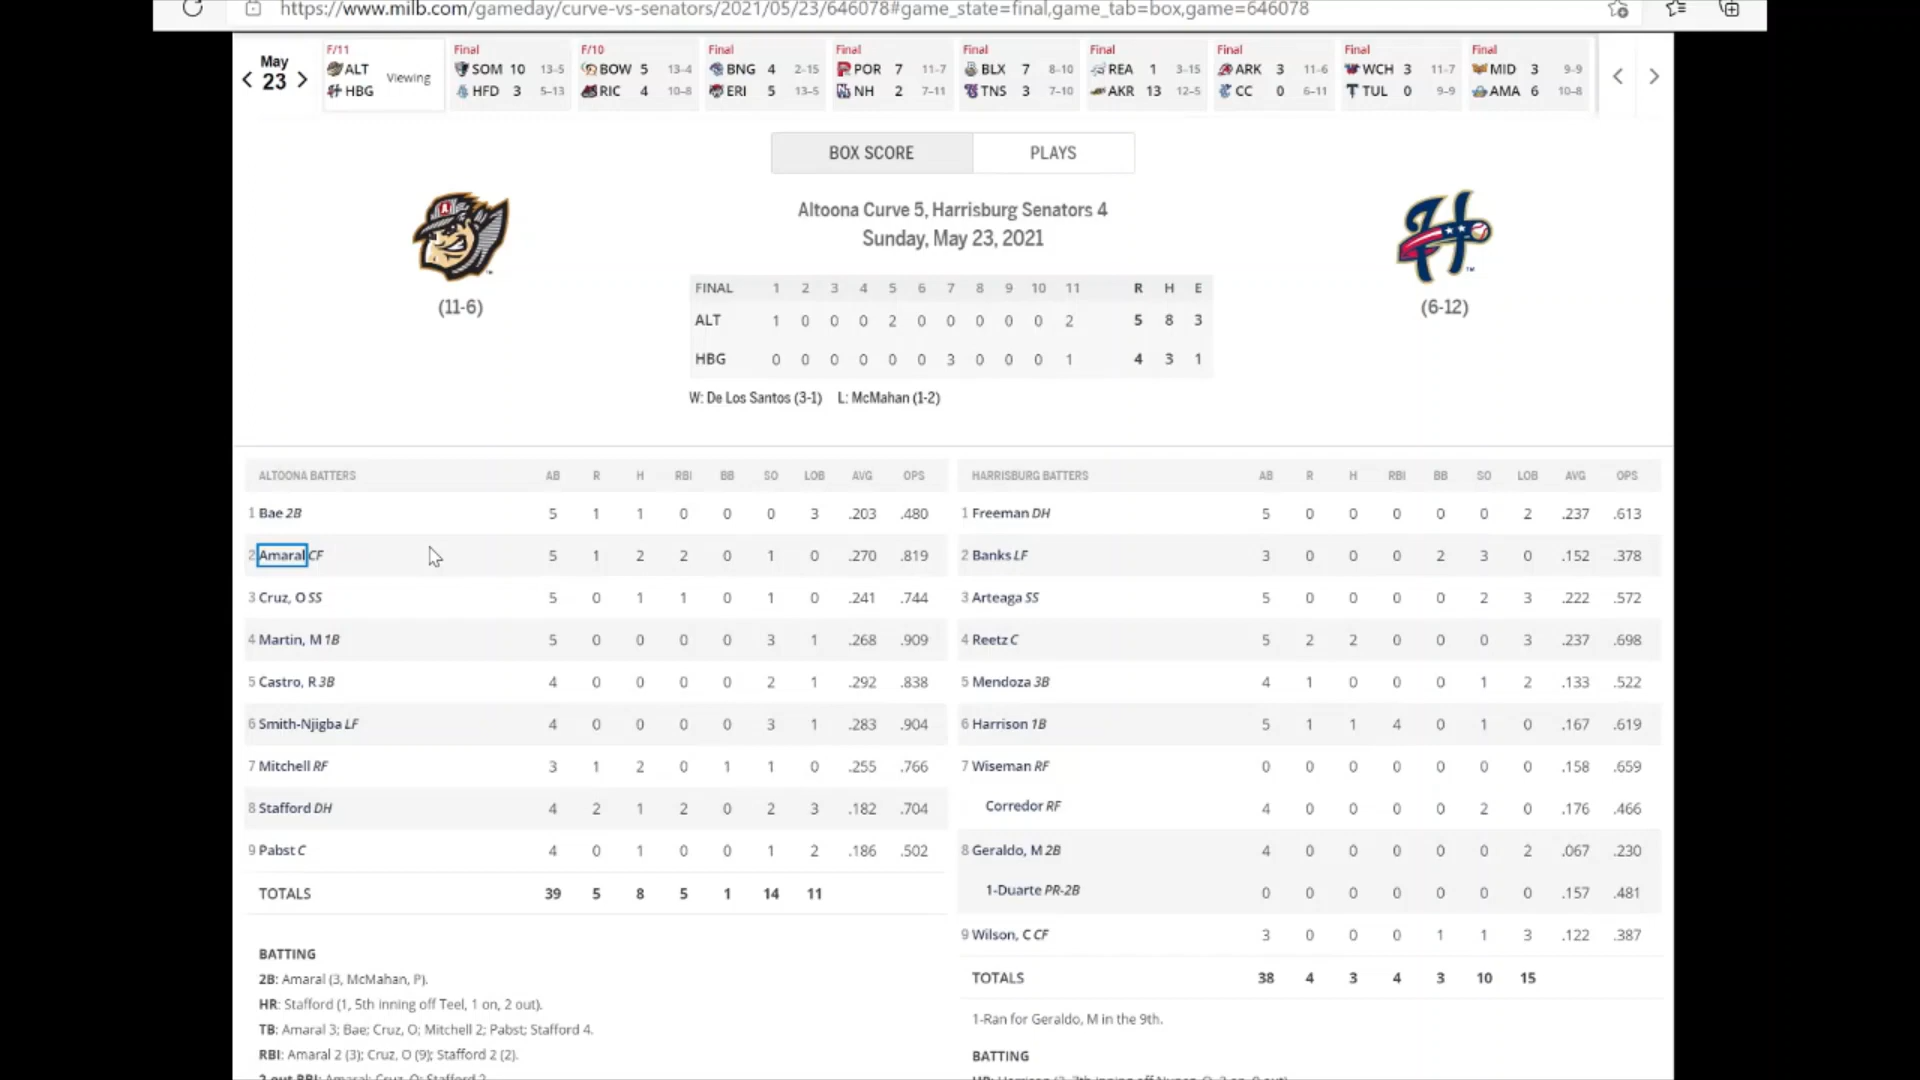 https://www.milb.com/gameday/curve-vs-senators/2021/05/23/646078#game_state=final,game_tab=box,game=646078
May 23
F/11
ALT
HBG
Viewing
Final
SOM 10 13-5
HFD 3 5-13
F/10
BOW 5 13-4
RIC 4 10-8
Final
BNG 4 2-15
ERI 5 13-5
Final
POR 7 11-7
NH 2 7-11
Final
BLX 7 8-10
TNS 3 7-10
Final
REA 1 3-15
AKR 13 12-5
Final
ARK 3 11-6
CC 0 6-11
Final
WCH 3 11-7
TUL 0 9-9
Final
MID 3 9-9
AMA 6 10-8
BOX SCORE PLAYS
Altoona Curve 5, Harrisburg Senators 4
Sunday, May 23, 2021
(11-6)
(6-12)
FINAL 1 2 3 4 5 6 7 8 9 10 11 R H E
ALT 1 0 0 0 2 0 0 0 0 0 2 5 8 3
HBG 0 0 0 0 0 0 3 0 0 0 1 4 3 1
W: De Los Santos (3-1) L: McMahan (1-2)
ALTOONA BATTERS AB R H RBI BB SO LOB AVG OPS
1 Bae 2B 5 1 1 0 0 0 3 .203 .480
2 Amaral CF 5 1 2 2 0 1 0 .270 .819
3 Cruz, O SS 5 0 1 1 0 1 0 .241 .744
4 Martin, M 1B 5 0 0 0 0 3 1 .268 .909
5 Castro, R 3B 4 0 0 0 0 2 1 .292 .838
6 Smith-Njigba LF 4 0 0 0 0 3 1 .283 .904
7 Mitchell RF 3 1 2 0 1 1 0 .255 .766
8 Stafford DH 4 2 1 2 0 2 3 .182 .704
9 Pabst C 4 0 1 0 0 1 2 .186 .502
TOTALS 39 5 8 5 1 14 11
BATTING
2B: Amaral (3, McMahan, P).
HR: Stafford (1, 5th inning off Teel, 1 on, 2 out).
TB: Amaral 3; Bae; Cruz, O; Mitchell 2; Pabst; Stafford 4.
RBI: Amaral 2 (3); Cruz, O (9); Stafford 2 (2).
2-out RBI: Amaral; Cruz, O; Stafford 2.
HARRISBURG BATTERS AB R H RBI BB SO LOB AVG OPS
1 Freeman DH 5 0 0 0 0 0 2 .237 .613
2 Banks LF 3 0 0 0 2 3 0 .152 .378
3 Arteaga SS 5 0 0 0 0 2 3 .222 .572
4 Reetz C 5 2 2 0 0 0 3 .237 .698
5 Mendoza 3B 4 1 0 0 0 1 2 .133 .522
6 Harrison 1B 5 1 1 4 0 1 0 .167 .619
7 Wiseman RF 0 0 0 0 0 0 0 .158 .659
Corredor RF 4 0 0 0 0 2 0 .176 .466
8 Geraldo, M 2B 4 0 0 0 0 0 2 .067 .230
1-Duarte PR-2B 0 0 0 0 0 0 0 .157 .481
9 Wilson, C CF 3 0 0 0 1 1 3 .122 .387
TOTALS 38 4 3 4 3 10 15
1-Ran for Geraldo, M in the 9th.
BATTING